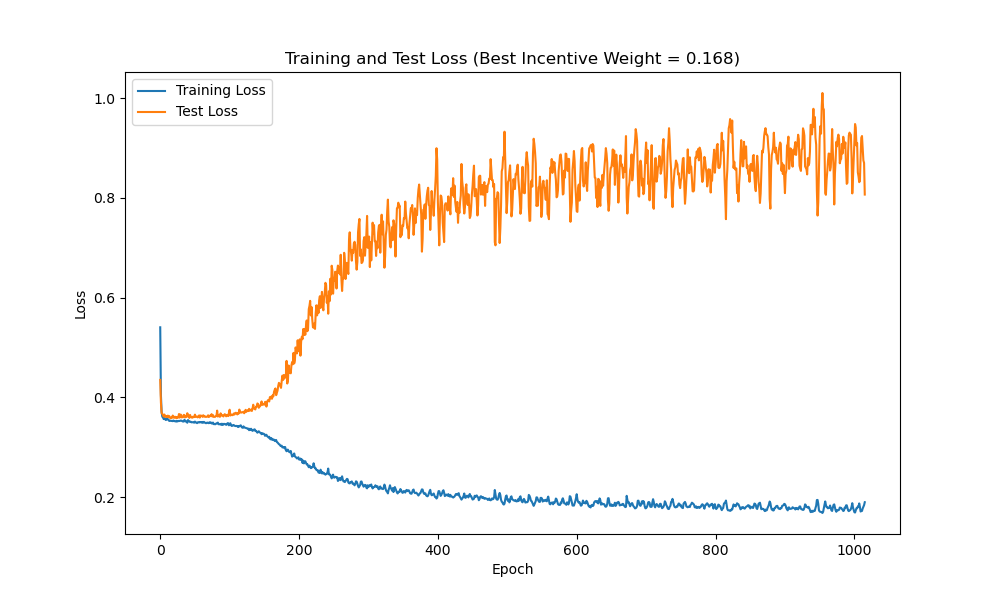 Training and Test Loss (Best Incentive Weight = 0.168)
Training Loss
Test Loss
1.0
0.8
0.6
0.4
0.2
Loss
0 200 400 600 800 1000
Epoch